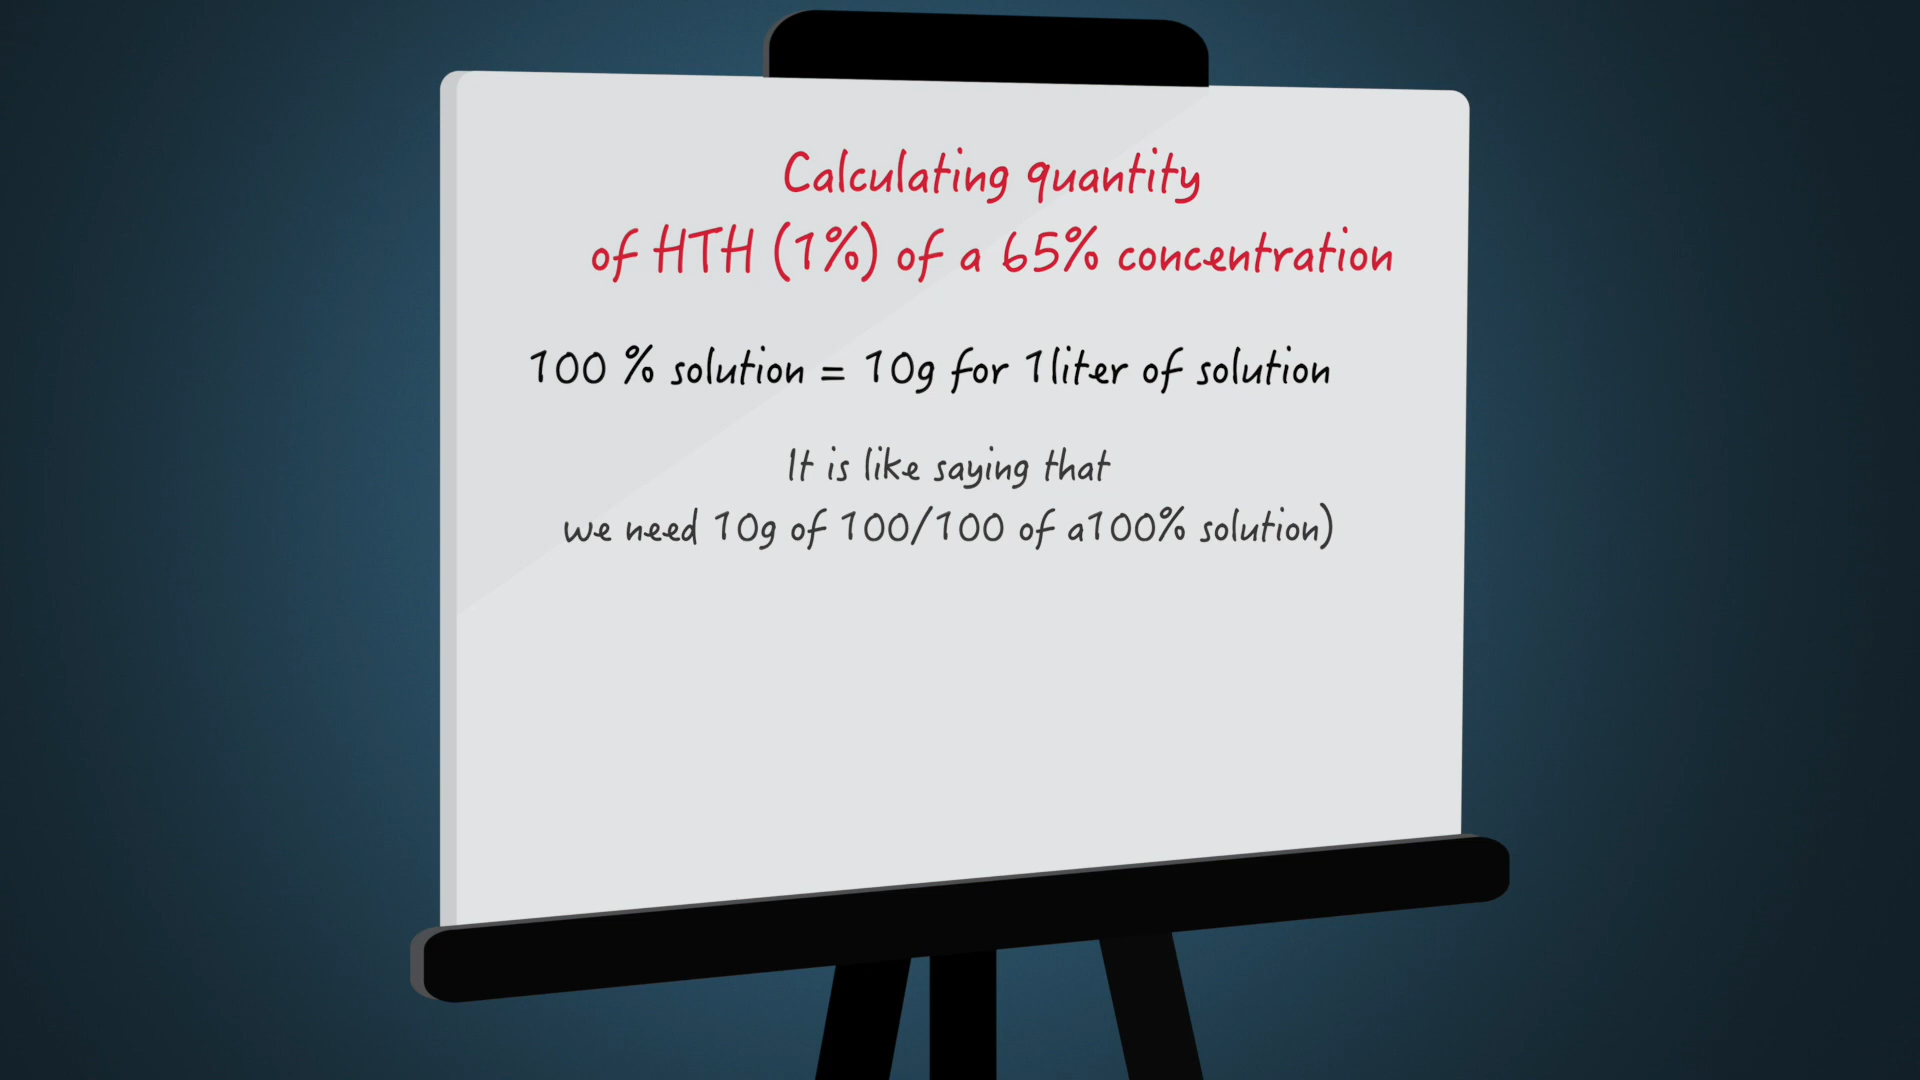 Calculating quantity
of HTH (1%) of a 65% concentration
100 % solution = 10g for 1liter of solution
It is like saying that
we need 10g of 100/100 of a100% solution)